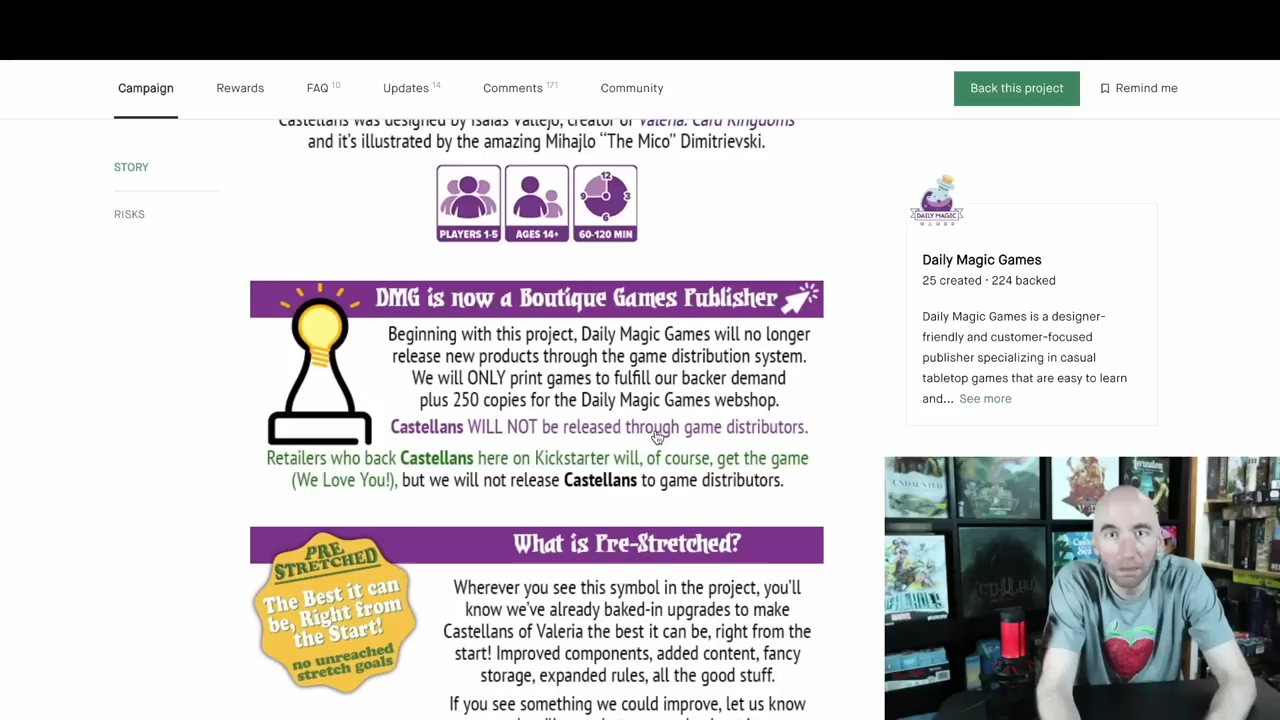 Campaign
Rewards
FAQ 10
Updates 14
Comments 171
Community
Back this project
Remind me
STORY
RISKS
Castellans was designed by Isaias Vallejo, creator of Valeria: Card Kingdoms
and it's illustrated by the amazing Mihajlo “The Mico” Dimitrievski.
PLAYERS 1-5
AGES 14+
12
9 3
6
60-120 MIN
DMG is now a Boutique Games Publisher
Beginning with this project, Daily Magic Games will no longer
release new products through the game distribution system.
We will ONLY print games to fulfill our backer demand
plus 250 copies for the Daily Magic Games webshop.
Castellans WILL NOT be released through game distributors.
Retailers who back Castellans here on Kickstarter will, of course, get the game
(We Love You!), but we will not release Castellans to game distributors.
PRE
STRETCHED
The Best it can
be, Right from
the Start!
no unreached
stretch goals
What is Pre-Stretched?
Wherever you see this symbol in the project, you'll
know we've already baked-in upgrades to make
Castellans of Valeria the best it can be, right from the
start! Improved components, added content, fancy
storage, expanded rules, all the good stuff.
If you see something we could improve, let us know
DAILY MAGIC
Daily Magic Games
25 created · 224 backed
Daily Magic Games is a designer-
friendly and customer-focused
publisher specializing in casual
tabletop games that are easy to learn
and... See more
UNDAUNTED
CTHULHU